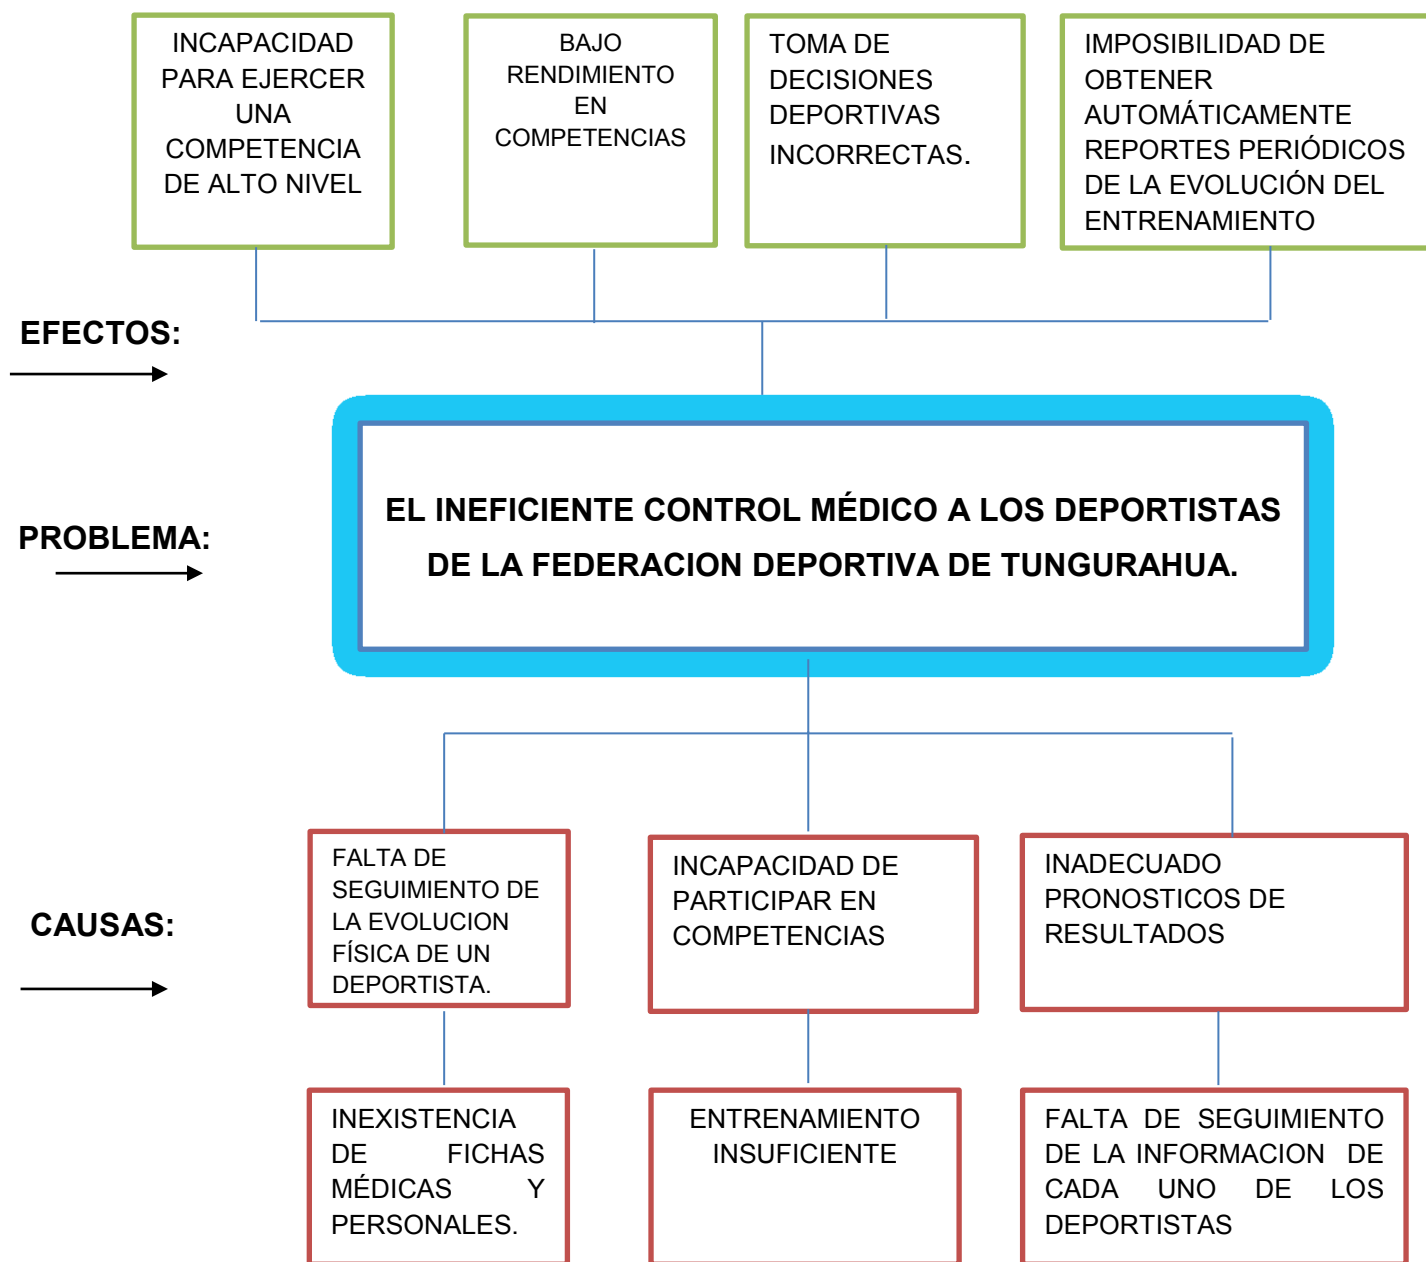 INCAPACIDAD
PARA EJERCER
UNA
COMPETENCIA
DE ALTO NIVEL
BAJO
RENDIMIENTO
EN
COMPETENCIAS
TOMA DE
DECISIONES
DEPORTIVAS
INCORRECTAS.
IMPOSIBILIDAD DE
OBTENER
AUTOMÁTICAMENTE
REPORTES PERIÓDICOS
DE LA EVOLUCIÓN DEL
ENTRENAMIENTO
EFECTOS:
PROBLEMA:
EL INEFICIENTE CONTROL MÉDICO A LOS DEPORTISTAS
DE LA FEDERACION DEPORTIVA DE TUNGURAHUA.
CAUSAS:
FALTA DE
SEGUIMIENTO DE
LA EVOLUCION
FÍSICA DE UN
DEPORTISTA.
INCAPACIDAD DE
PARTICIPAR EN
COMPETENCIAS
INADECUADO
PRONOSTICOS DE
RESULTADOS
INEXISTENCIA
DE FICHAS
MÉDICAS Y
PERSONALES.
ENTRENAMIENTO
INSUFICIENTE
FALTA DE SEGUIMIENTO
DE LA INFORMACION DE
CADA UNO DE LOS
DEPORTISTAS